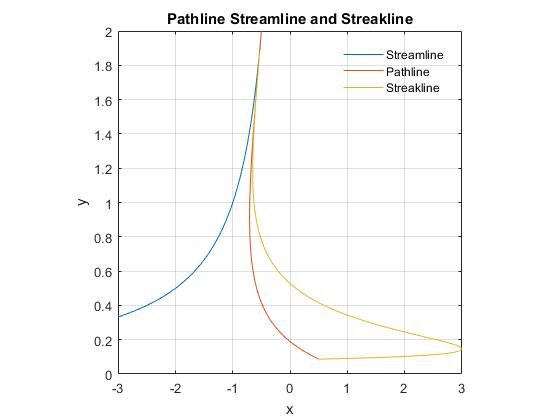 Pathline Streamline and Streakline
Streamline
Pathline
Streakline
2
1.8
1.6
1.4
1.2
1
0.8
0.6
0.4
0.2
0
y
-3 -2 -1 0 1 2 3
x